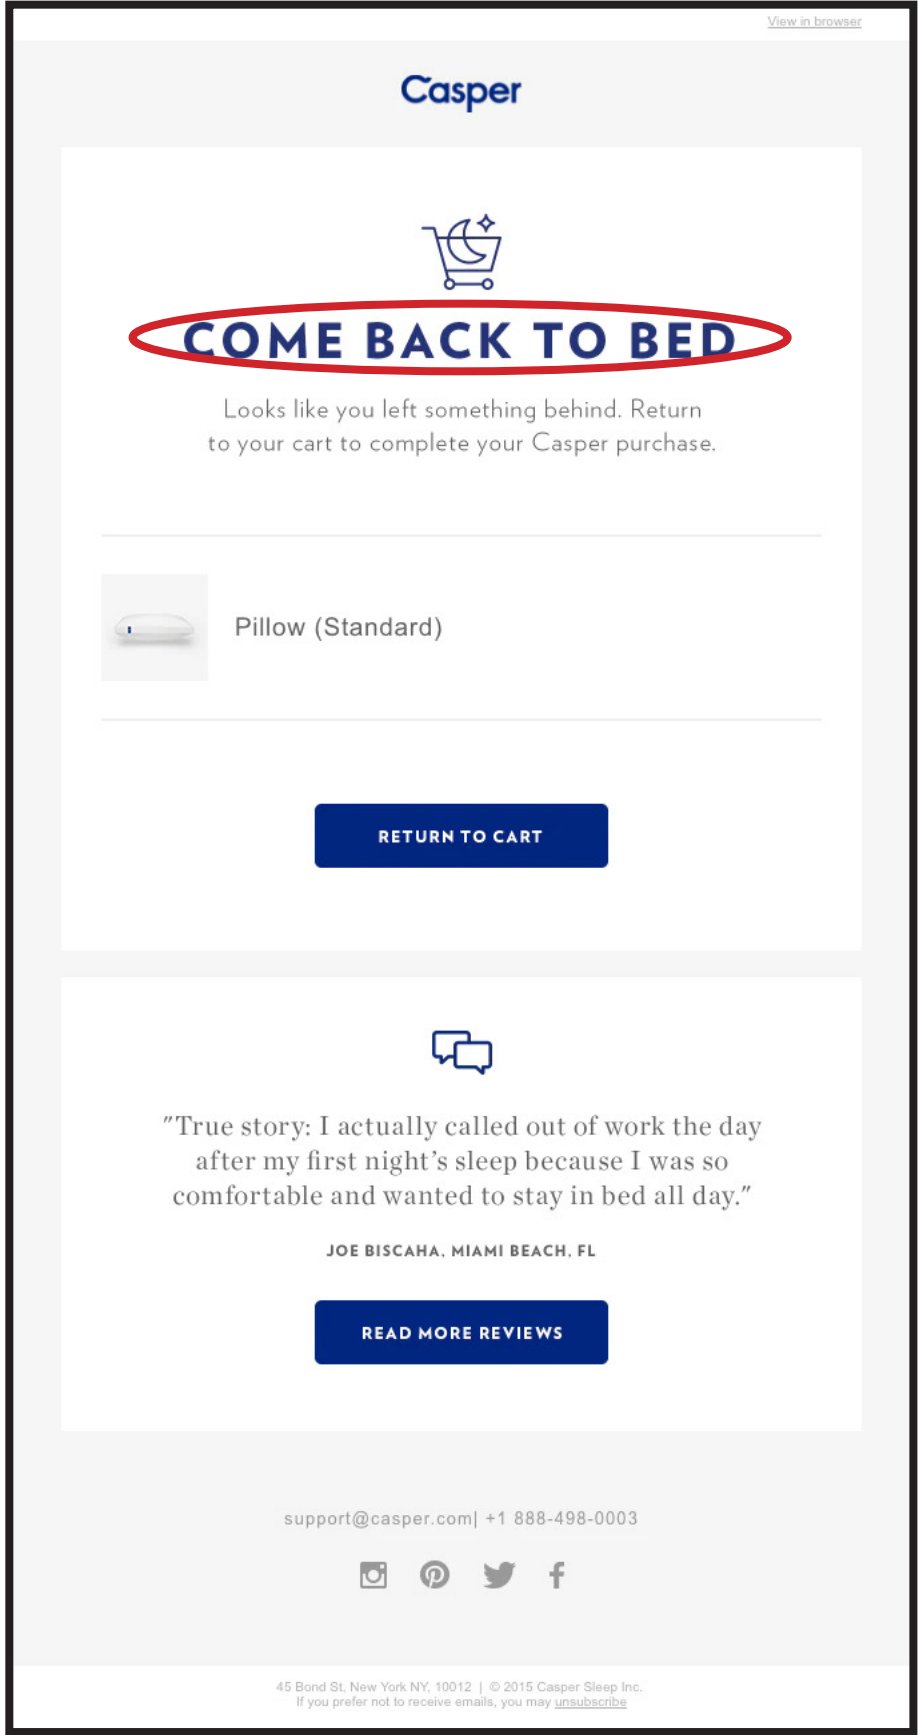 View in browser
Casper
COME BACK TO BED
Looks like you left something behind. Return
to your cart to complete your Casper purchase.
Pillow (Standard)
RETURN TO CART
"True story: I actually called out of work the day
after my first night's sleep because I was so
comfortable and wanted to stay in bed all day."
JOE BISCAHA, MIAMI BEACH, FL
READ MORE REVIEWS
support@casper.com| +1 888-498-0003
45 Bond St, New York NY, 10012 | © 2015 Casper Sleep Inc.
If you prefer not to receive emails, you may unsubscribe